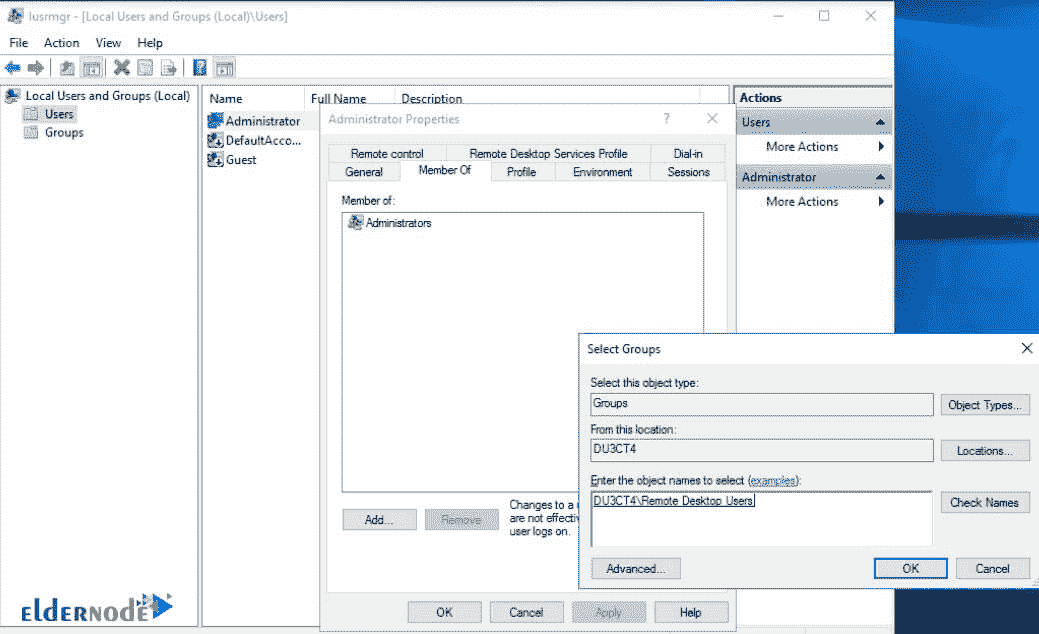 lusrmgr - [Local Users and Groups (Local)\Users]
File Action View Help
Local Users and Groups (Local)
Users
Groups
Name Full Name Description
Administrator
DefaultAcco...
Guest
Actions
Users
More Actions
Administrator
More Actions
Administrator Properties ?
Remote control Remote Desktop Services Profile Dial-in
General Member Of Profile Environment Sessions
Member of:
Administrators
Add... Remove
Changes to a
are not effectiv
user logs on.
OK Cancel Apply Help
Select Groups
Select this object type:
Groups
Object Types...
From this location:
DU3CT4
Locations...
Enter the object names to select (examples):
DU3CT4\Remote Desktop Users
Check Names
Advanced...
OK Cancel
ELDERNODE